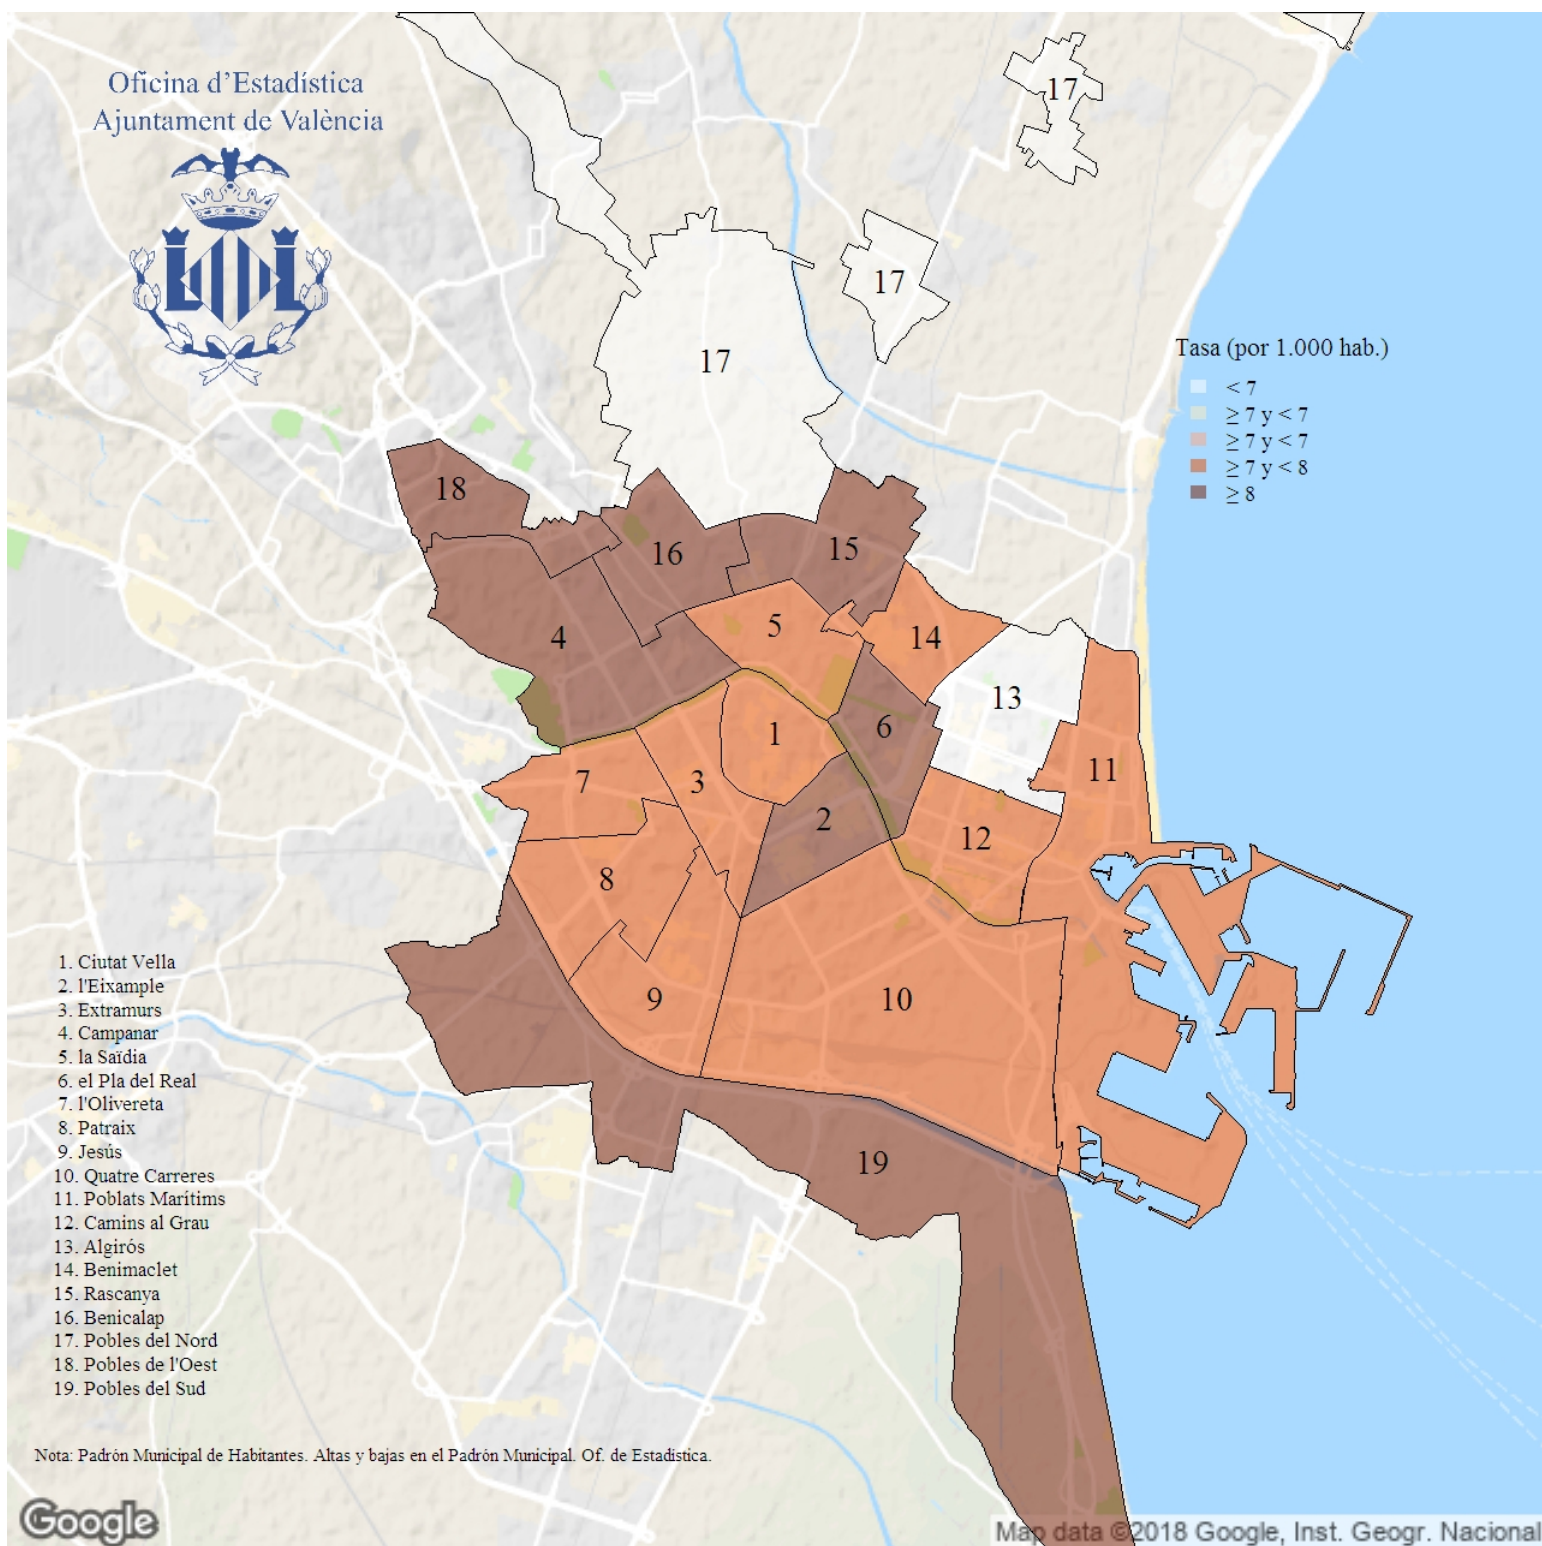 Oficina d'Estadística
Ajuntament de València
17
17
17
Tasa (por 1.000 hab.)
< 7
≥ 7 y < 7
≥ 7 y < 7
≥ 7 y < 8
≥ 8
18
16
15
4
5
14
13
6
1
11
7
3
2
12
8
9
10
19
1. Ciutat Vella
2. l'Eixample
3. Extramurs
4. Campanar
5. la Saïdia
6. el Pla del Real
7. l'Olivereta
8. Patraix
9. Jesús
10. Quatre Carreres
11. Poblats Marítims
12. Camins al Grau
13. Algirós
14. Benimaclet
15. Rascanya
16. Benicalap
17. Pobles del Nord
18. Pobles de l'Oest
19. Pobles del Sud
Nota: Padrón Municipal de Habitantes. Altas y bajas en el Padrón Municipal. Of. de Estadística.
Google
Map data ©2018 Google, Inst. Geogr. Nacional